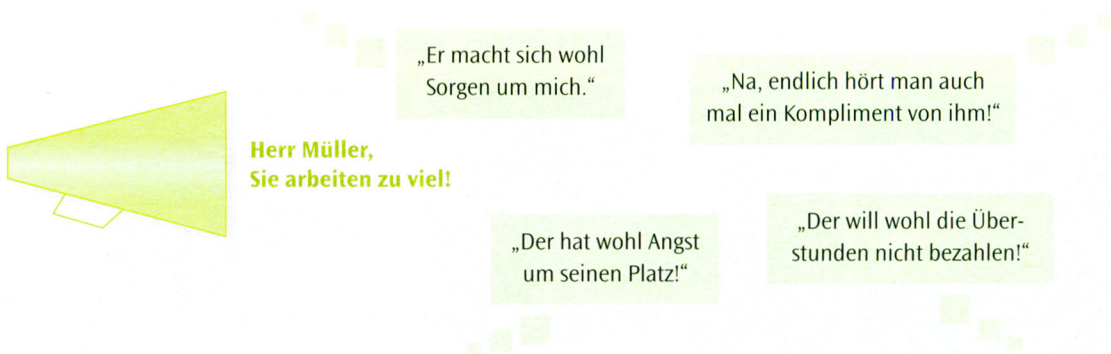 „Er macht sich wohl
Sorgen um mich.“
„Na, endlich hört man auch
mal ein Kompliment von ihm!“
Herr Müller,
Sie arbeiten zu viel!
„Der hat wohl Angst
um seinen Platz!“
„Der will wohl die Über-
stunden nicht bezahlen!“